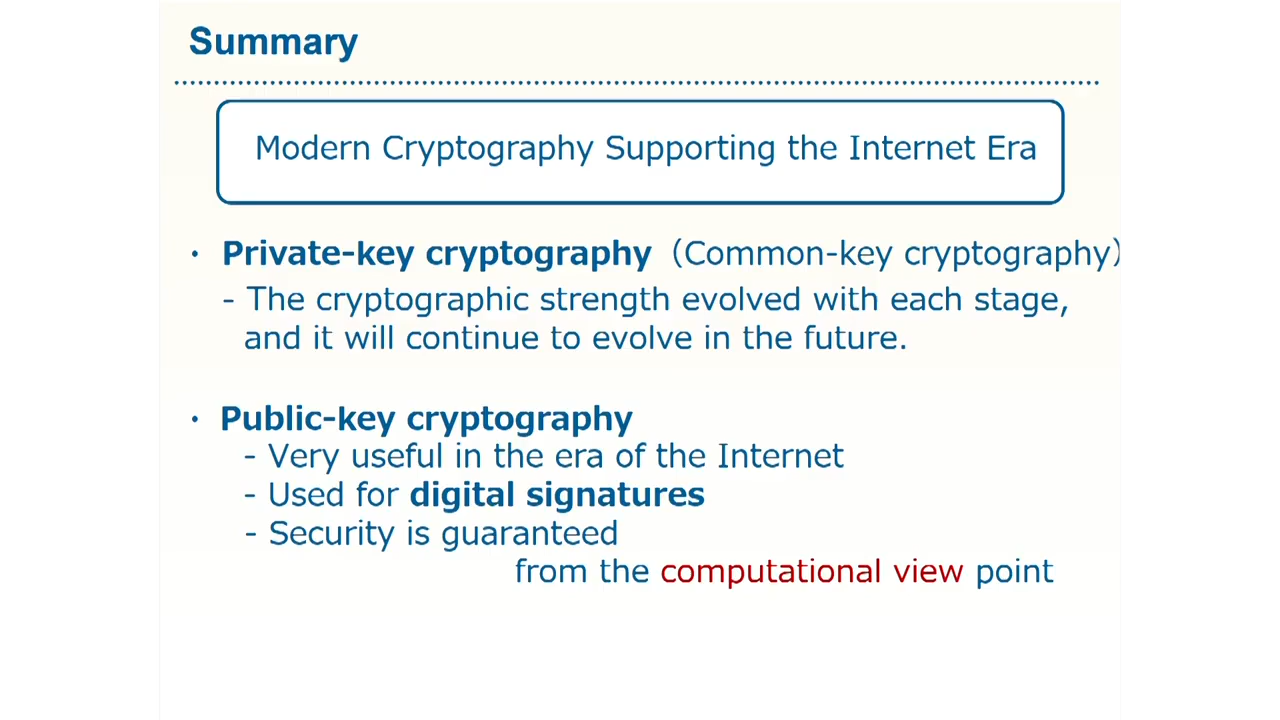 Summary
Modern Cryptography Supporting the Internet Era
・ Private-key cryptography（Common-key cryptography）
- The cryptographic strength evolved with each stage,
and it will continue to evolve in the future.
・ Public-key cryptography
- Very useful in the era of the Internet
- Used for digital signatures
- Security is guaranteed
from the computational view point